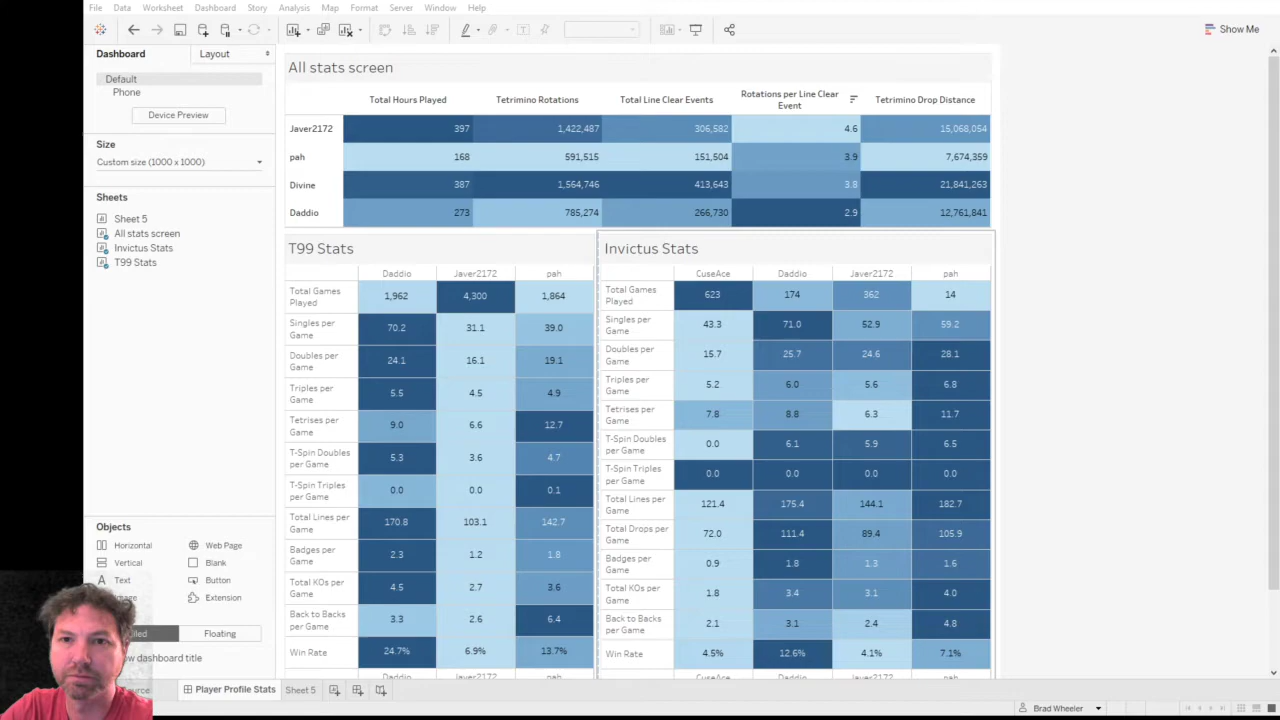 File Data Worksheet Dashboard Story Analysis Map Format Server Window Help
Show Me
Dashboard Layout
Default
Phone
Device Preview
Size
Custom size (1000 x 1000)
Sheets
Sheet 5
All stats screen
Invictus Stats
T99 Stats
Objects
Horizontal Web Page
Vertical Blank
A Text Button
Extension
Floating
dashboard title
All stats screen
Total Hours Played Tetrimino Rotations Total Line Clear Events Rotations per Line Clear Tetrimino Drop Distance
Event
Javer2172 397 1,422,487 306,582 4.6 15,068,054
pah 168 591,515 151,504 3.9 7,674,359
Divine 387 1,564,746 413,643 3.8 21,841,263
Daddio 273 785,274 266,730 2.9 12,761,841
T99 Stats
Daddio Javer2172 pah
Total Games
Played 1,962 4,300 1,864
Singles per
Game 70.2 31.1 39.0
Doubles per
Game 24.1 16.1 19.1
Triples per
Game 5.5 4.5 4.9
Tetrises per
Game 9.0 6.6 12.7
T-Spin Doubles
per Game 5.3 3.6 4.7
T-Spin Triples
per Game 0.0 0.0 0.1
Total Lines per
Game 170.8 103.1 142.7
Badges per
Game 2.3 1.2 1.8
Total KOs per
Game 4.5 2.7 3.6
Back to Backs
per Game 3.3 2.6 6.4
Win Rate 24.7% 6.9% 13.7%
Daddio Javer2172 pah
Invictus Stats
CuseAce Daddio Javer2172 pah
Total Games
Played 623 174 362 14
Singles per
Game 43.3 71.0 52.9 59.2
Doubles per
Game 15.7 25.7 24.6 28.1
Triples per
Game 5.2 6.0 5.6 6.8
Tetrises per
Game 7.8 8.8 6.3 11.7
T-Spin Doubles
per Game 0.0 6.1 5.9 6.5
T-Spin Triples
per Game 0.0 0.0 0.0 0.0
Total Lines per
Game 121.4 175.4 144.1 182.7
Total Drops per
Game 72.0 111.4 89.4 105.9
Badges per
Game 0.9 1.8 1.3 1.6
Total KOs per
Game 1.8 3.4 3.1 4.0
Back to Backs
per Game 2.1 3.1 2.4 4.8
Win Rate 4.5% 12.6% 4.1% 7.1%
CuseAce Daddio Javer2172 pah
Player Profile Stats Sheet 5
Brad Wheeler